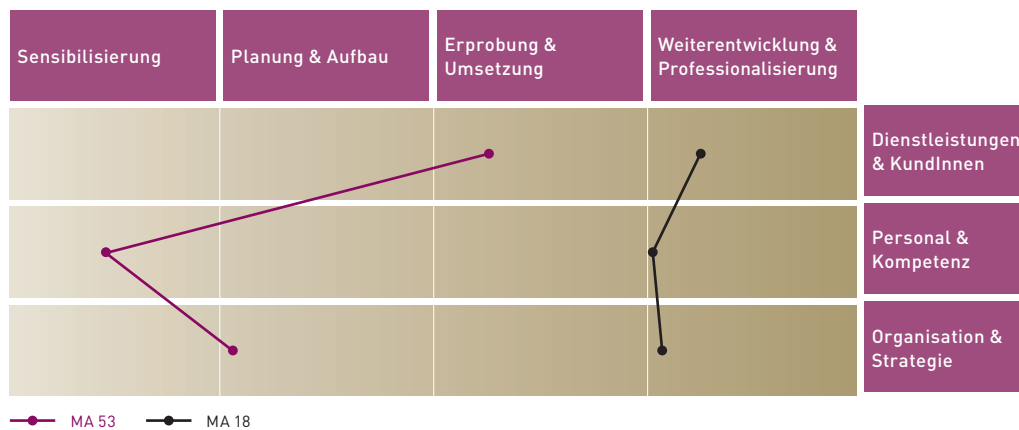 Sensibilisierung
Planung & Aufbau
Erprobung &
Umsetzung
Weiterentwicklung &
Professionalisierung
Dienstleistungen
& KundInnen
Personal &
Kompetenz
Organisation &
Strategie
MA 53
MA 18